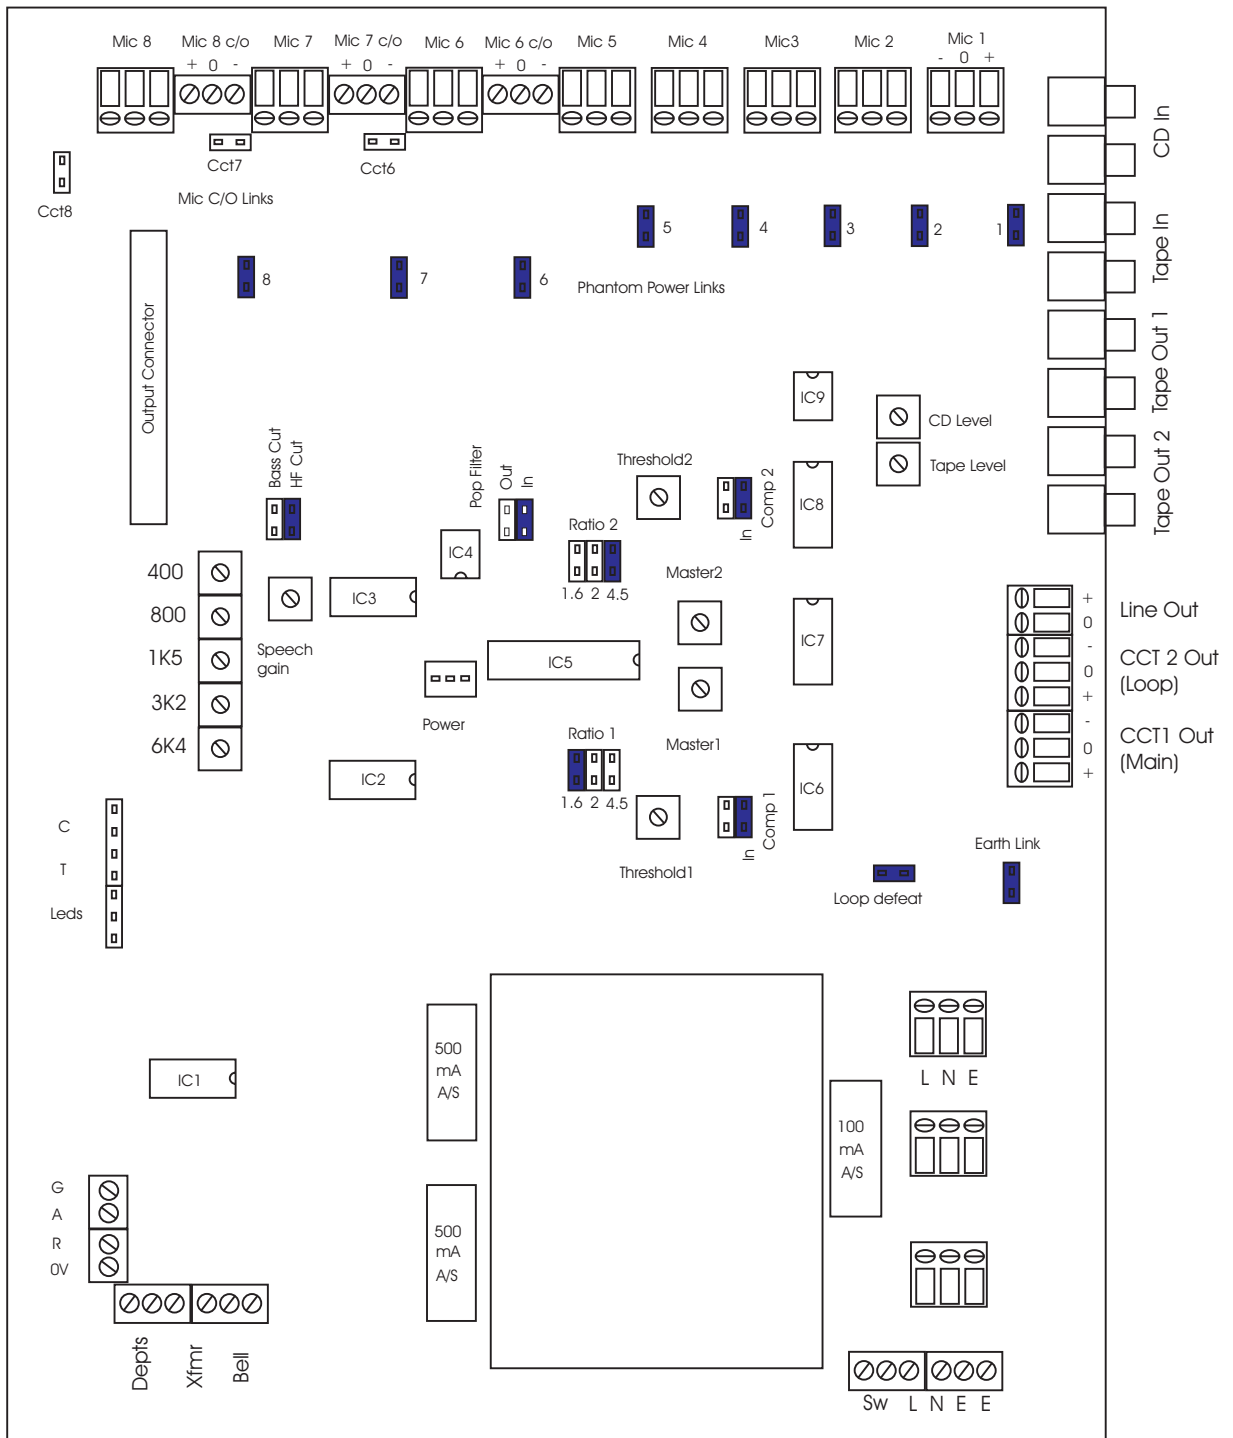 Mic 8
Mic 8 c/o
Mic 7
Mic 7 c/o
Mic 6
Mic 6 c/o
Mic 5
Mic 4
Mic3
Mic 2
Mic 1
+ 0 -
+ 0 -
+ 0 -
- 0 +
CD In
Cct7
Cct6
Cct8
Mic C/O Links
Tape In
5
4
3
2
1
8
7
6
Phantom Power Links
Output Connector
Tape Out 1
IC9
CD Level
Tape Level
Tape Out 2
Bass Cut
HF Cut
Pop Filter
Out
In
Threshold2
Comp 2
In
IC8
Ratio 2
1.6 2 4.5
IC4
400
800
1K5
3K2
6K4
Speech
gain
IC3
Master2
IC7
IC5
Power
Master1
+
0
Line Out
-
0
+
CCT 2 Out
(Loop)
-
0
+
CCT1 Out
(Main)
Ratio 1
1.6 2 4.5
IC2
IC6
Comp 1
In
Threshold1
Loop defeat
Earth Link
C
T
Leds
500
mA
A/S
L N E
IC1
100
mA
A/S
500
mA
A/S
G
A
R
0V
Depts
Xfmr
Bell
Sw L N E E